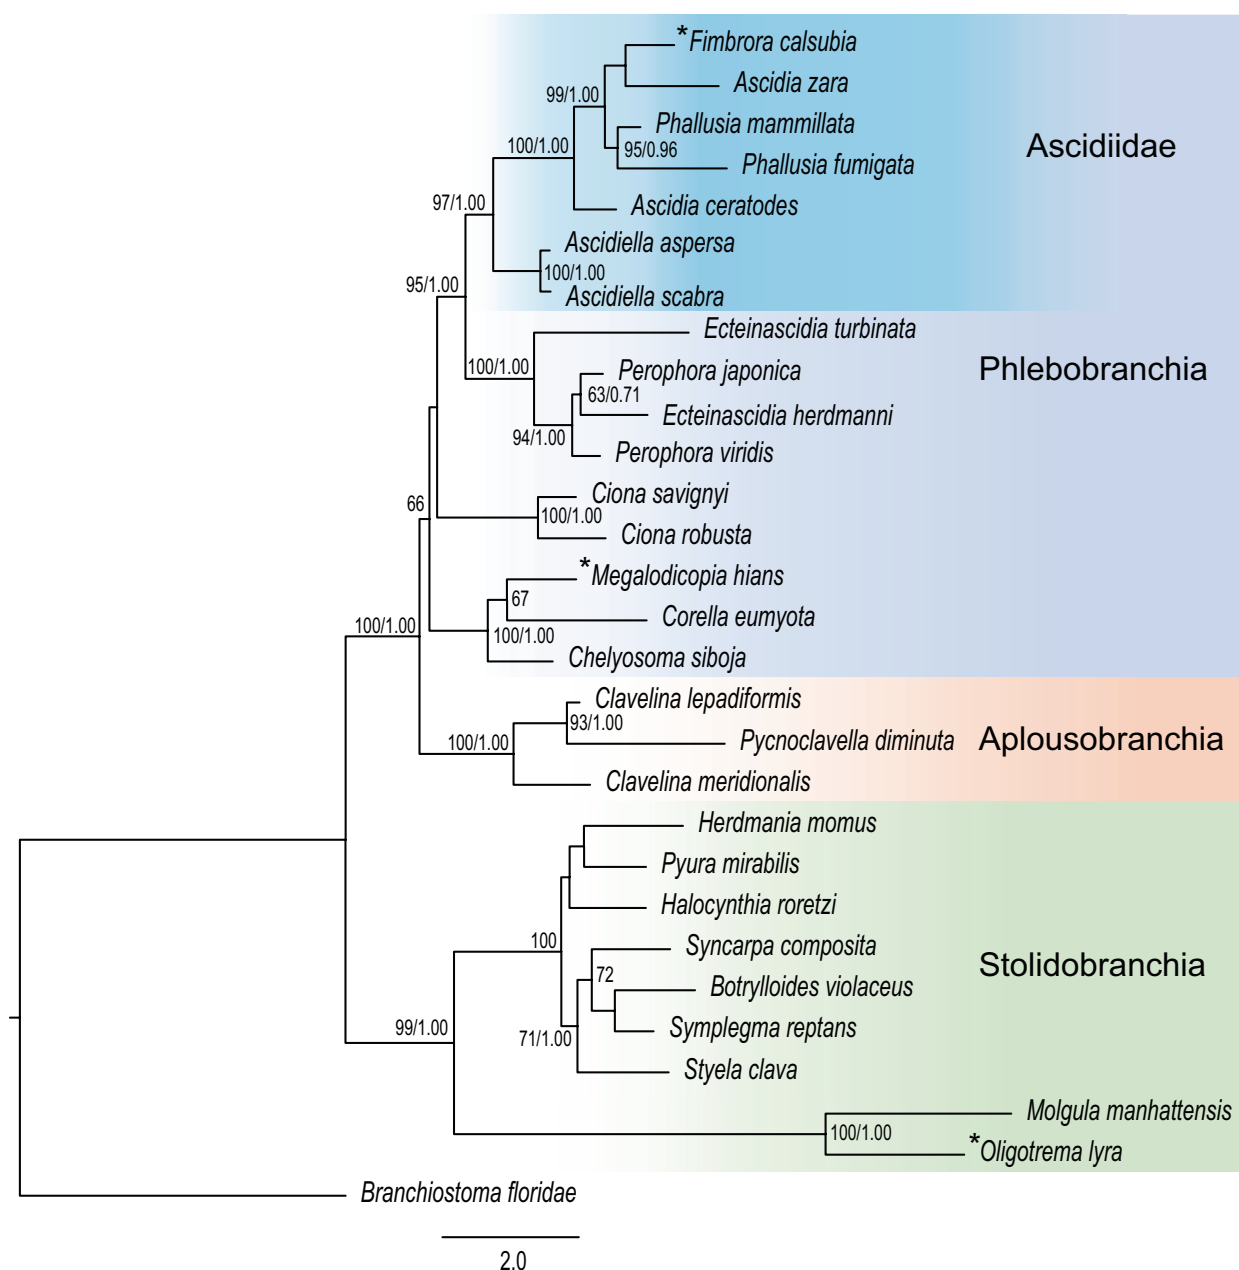 *Fimbrora calsubia
Ascidia zara
99/1.00
Phallusia mammillata
Ascidiidae
100/1.00
95/0.96
Phallusia fumigata
97/1.00
Ascidia ceratodes
Ascidiella aspersa
100/1.00
95/1.00
Ascidiella scabra
Ecteinascidia turbinata
100/1.00
Perophora japonica
Phlebobranchia
63/0.71
Ecteinascidia herdmanni
94/1.00
Perophora viridis
66
Ciona savignyi
100/1.00
Ciona robusta
*Megalodicopia hians
67
Corella eumyota
100/1.00
100/1.00
Chelyosoma siboja
Clavelina lepadiformis
93/1.00
100/1.00
Pycnoclavella diminuta
Aplousobranchia
Clavelina meridionalis
Herdmania momus
Pyura mirabilis
Halocynthia roretzi
100
Syncarpa composita
Stolidobranchia
72
Botrylloides violaceus
99/1.00
71/1.00
Symplegma reptans
Styela clava
Molgula manhattensis
100/1.00
*Oligotrema lyra
Branchiostoma floridae
2.0